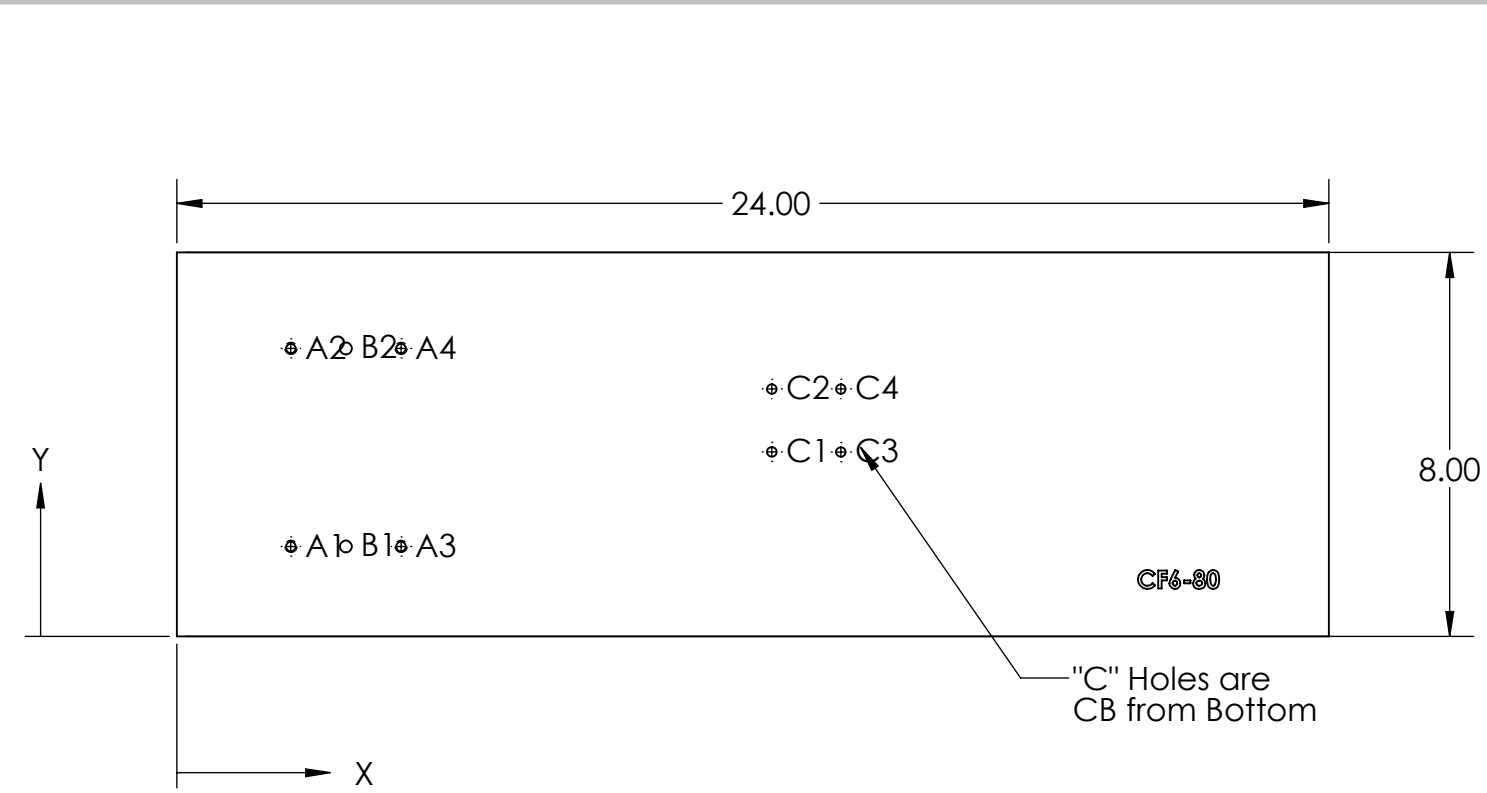 24.00
A2 B2 A4
C2 C4
C1 C3
Y
8.00
A1 B1 A3
CF6-80
"C" Holes are
CB from Bottom
X